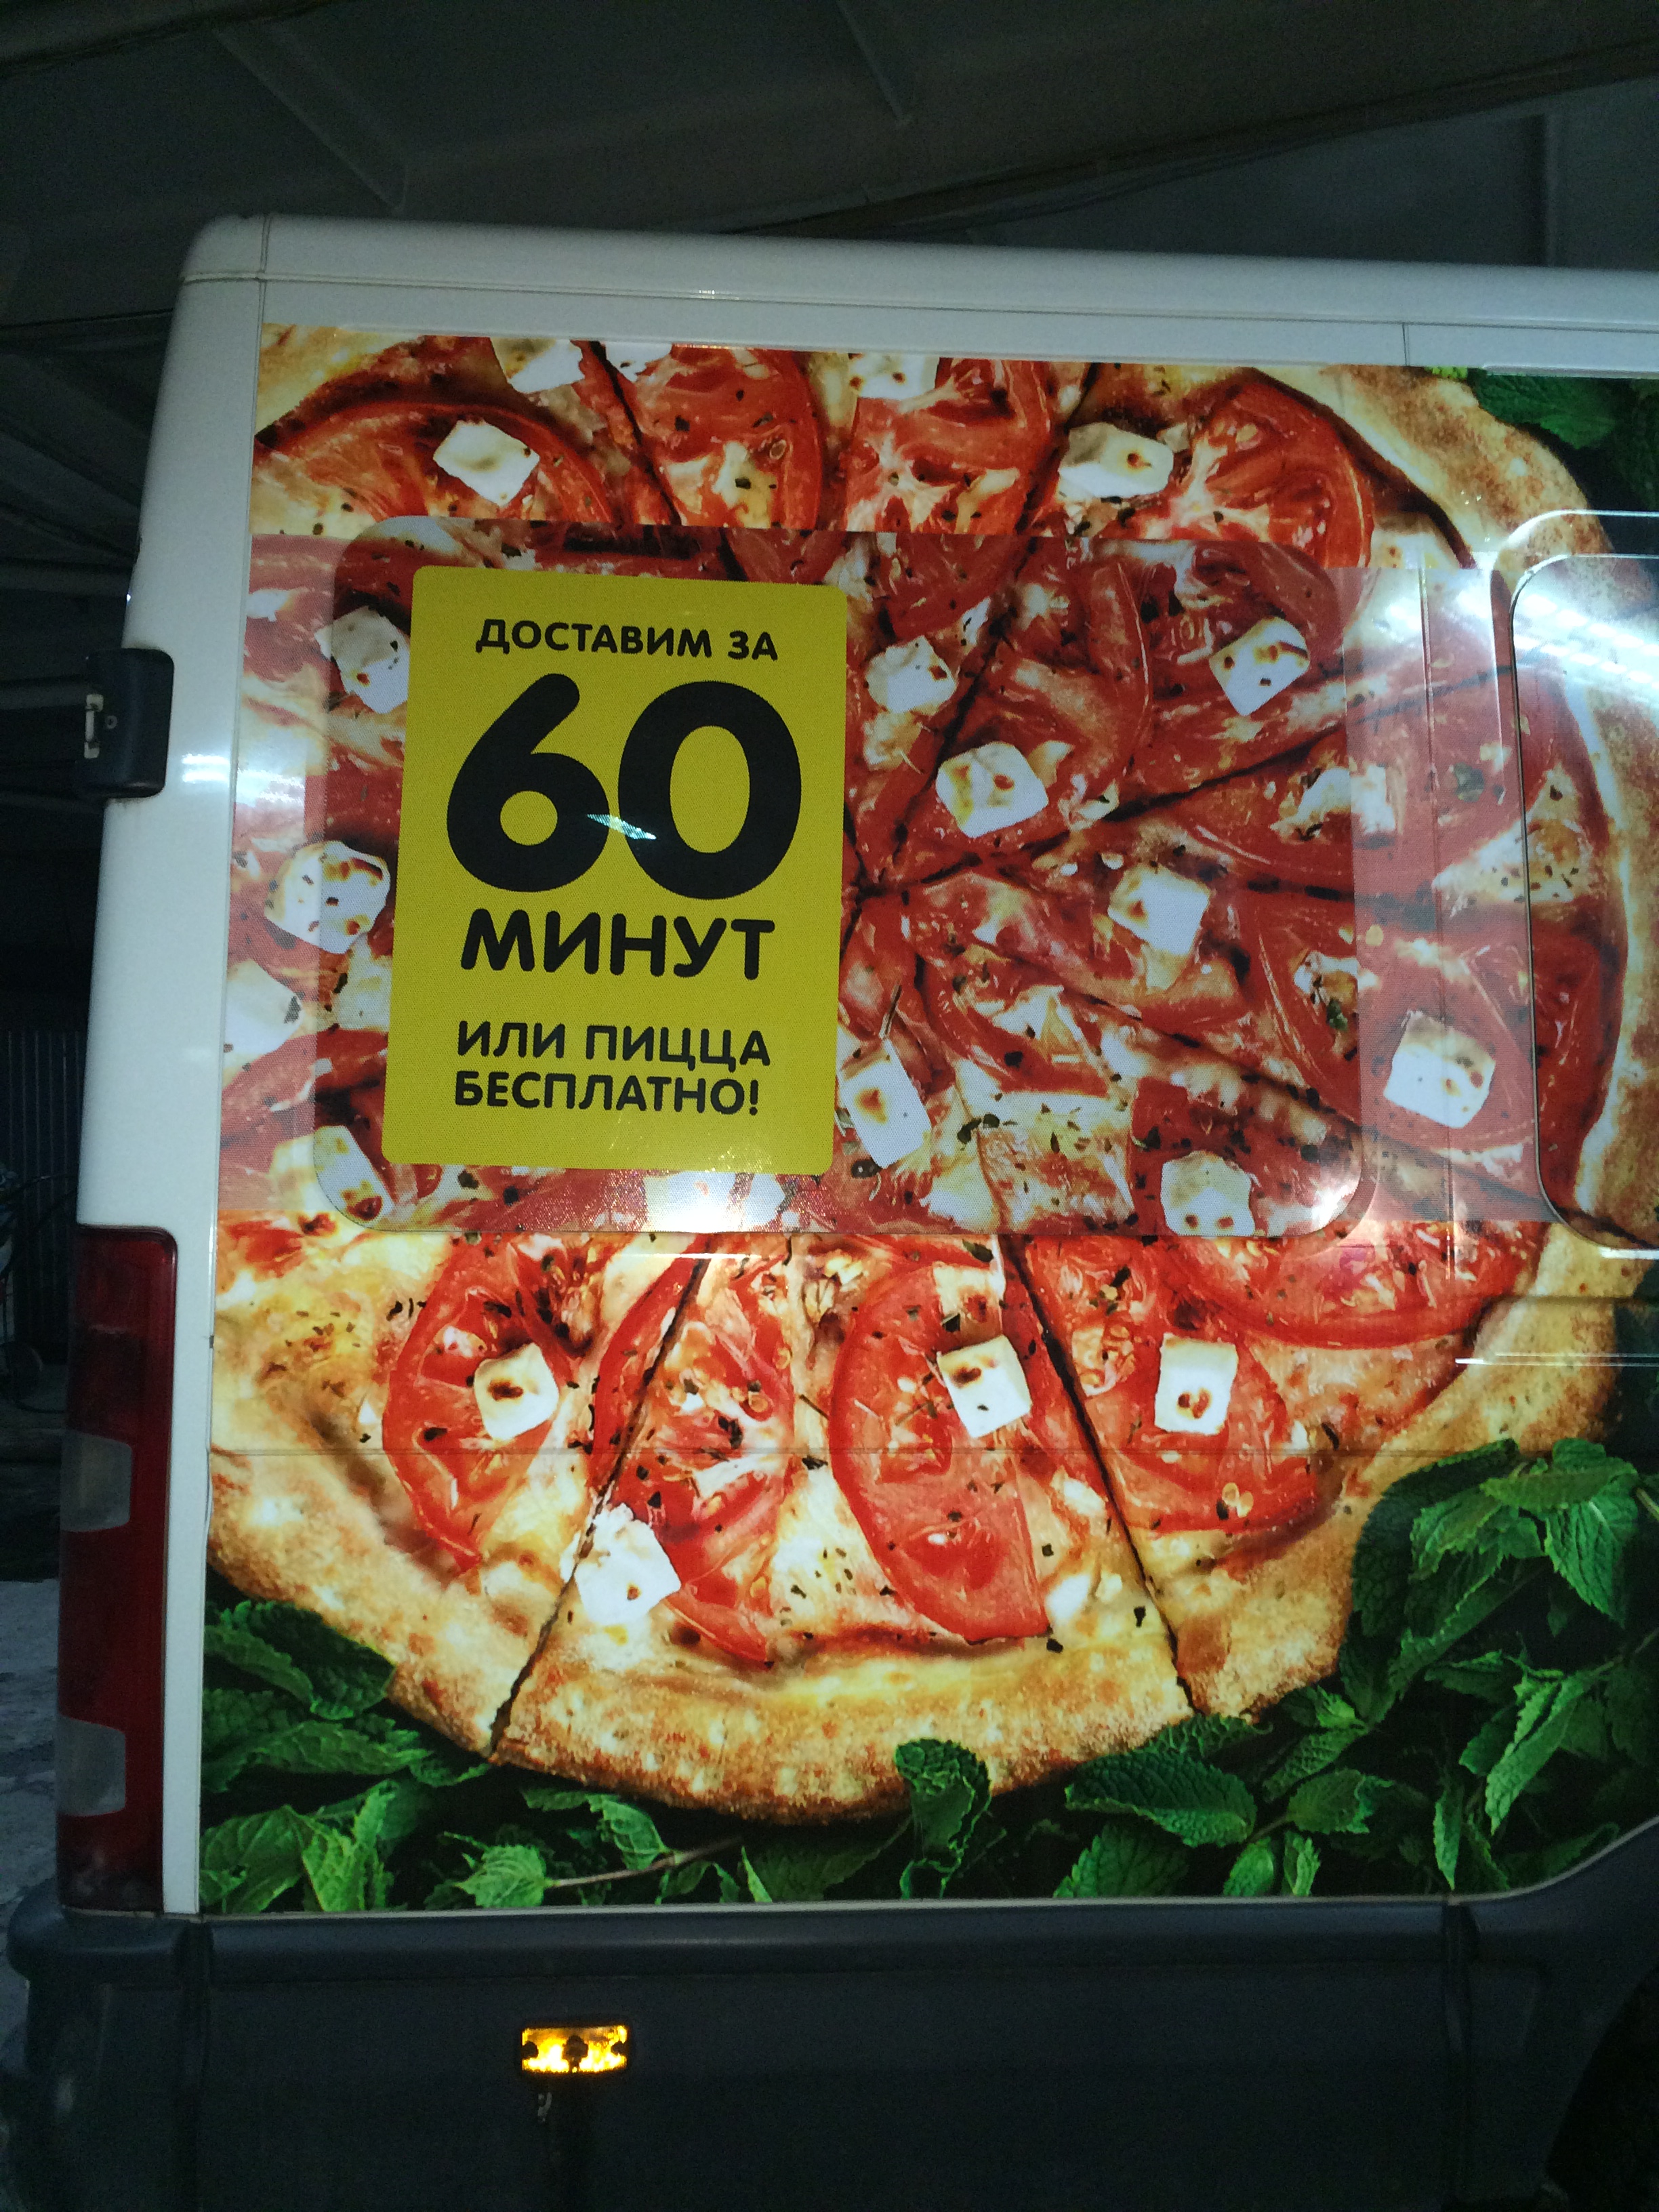 ДОСТАВИМ ЗА
60
МИНУТ
ИЛИ ПИЦЦА
БЕСПЛАТНО!